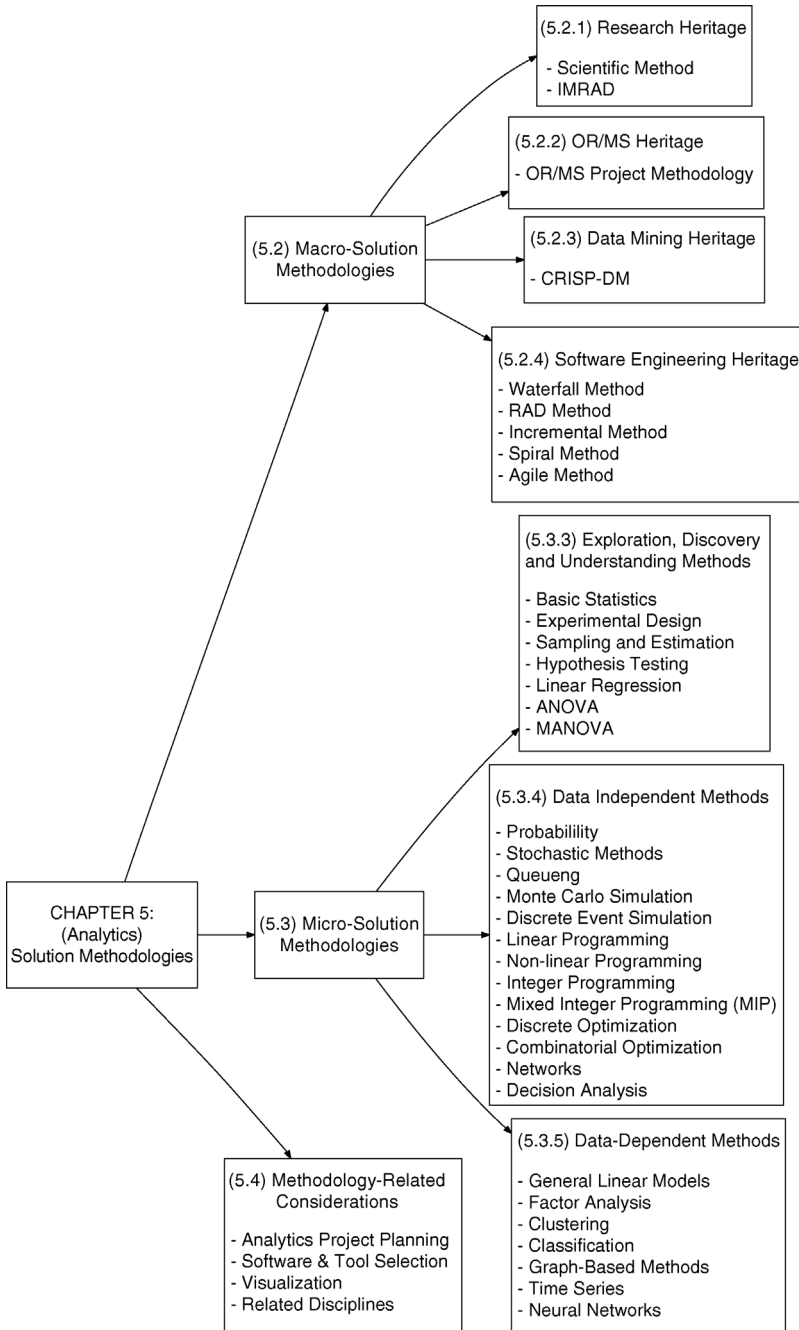 (5.2.1) Research Heritage
- Scientific Method
- IMRAD
(5.2.2) OR/MS Heritage
- OR/MS Project Methodology
(5.2) Macro-Solution
Methodologies
(5.2.3) Data Mining Heritage
- CRISP-DM
(5.2.4) Software Engineering Heritage
- Waterfall Method
- RAD Method
- Incremental Method
- Spiral Method
- Agile Method
(5.3.3) Exploration, Discovery
and Understanding Methods
- Basic Statistics
- Experimental Design
- Sampling and Estimation
- Hypothesis Testing
- Linear Regression
- ANOVA
- MANOVA
(5.3.4) Data Independent Methods
- Probabilility
- Stochastic Methods
- Queueng
- Monte Carlo Simulation
- Discrete Event Simulation
- Linear Programming
- Non-linear Programming
- Integer Programming
- Mixed Integer Programming (MIP)
- Discrete Optimization
- Combinatorial Optimization
- Networks
- Decision Analysis
CHAPTER 5:
(Analytics)
Solution Methodologies
(5.3) Micro-Solution
Methodologies
(5.3.5) Data-Dependent Methods
- General Linear Models
- Factor Analysis
- Clustering
- Classification
- Graph-Based Methods
- Time Series
- Neural Networks
(5.4) Methodology-Related
Considerations
- Analytics Project Planning
- Software & Tool Selection
- Visualization
- Related Disciplines